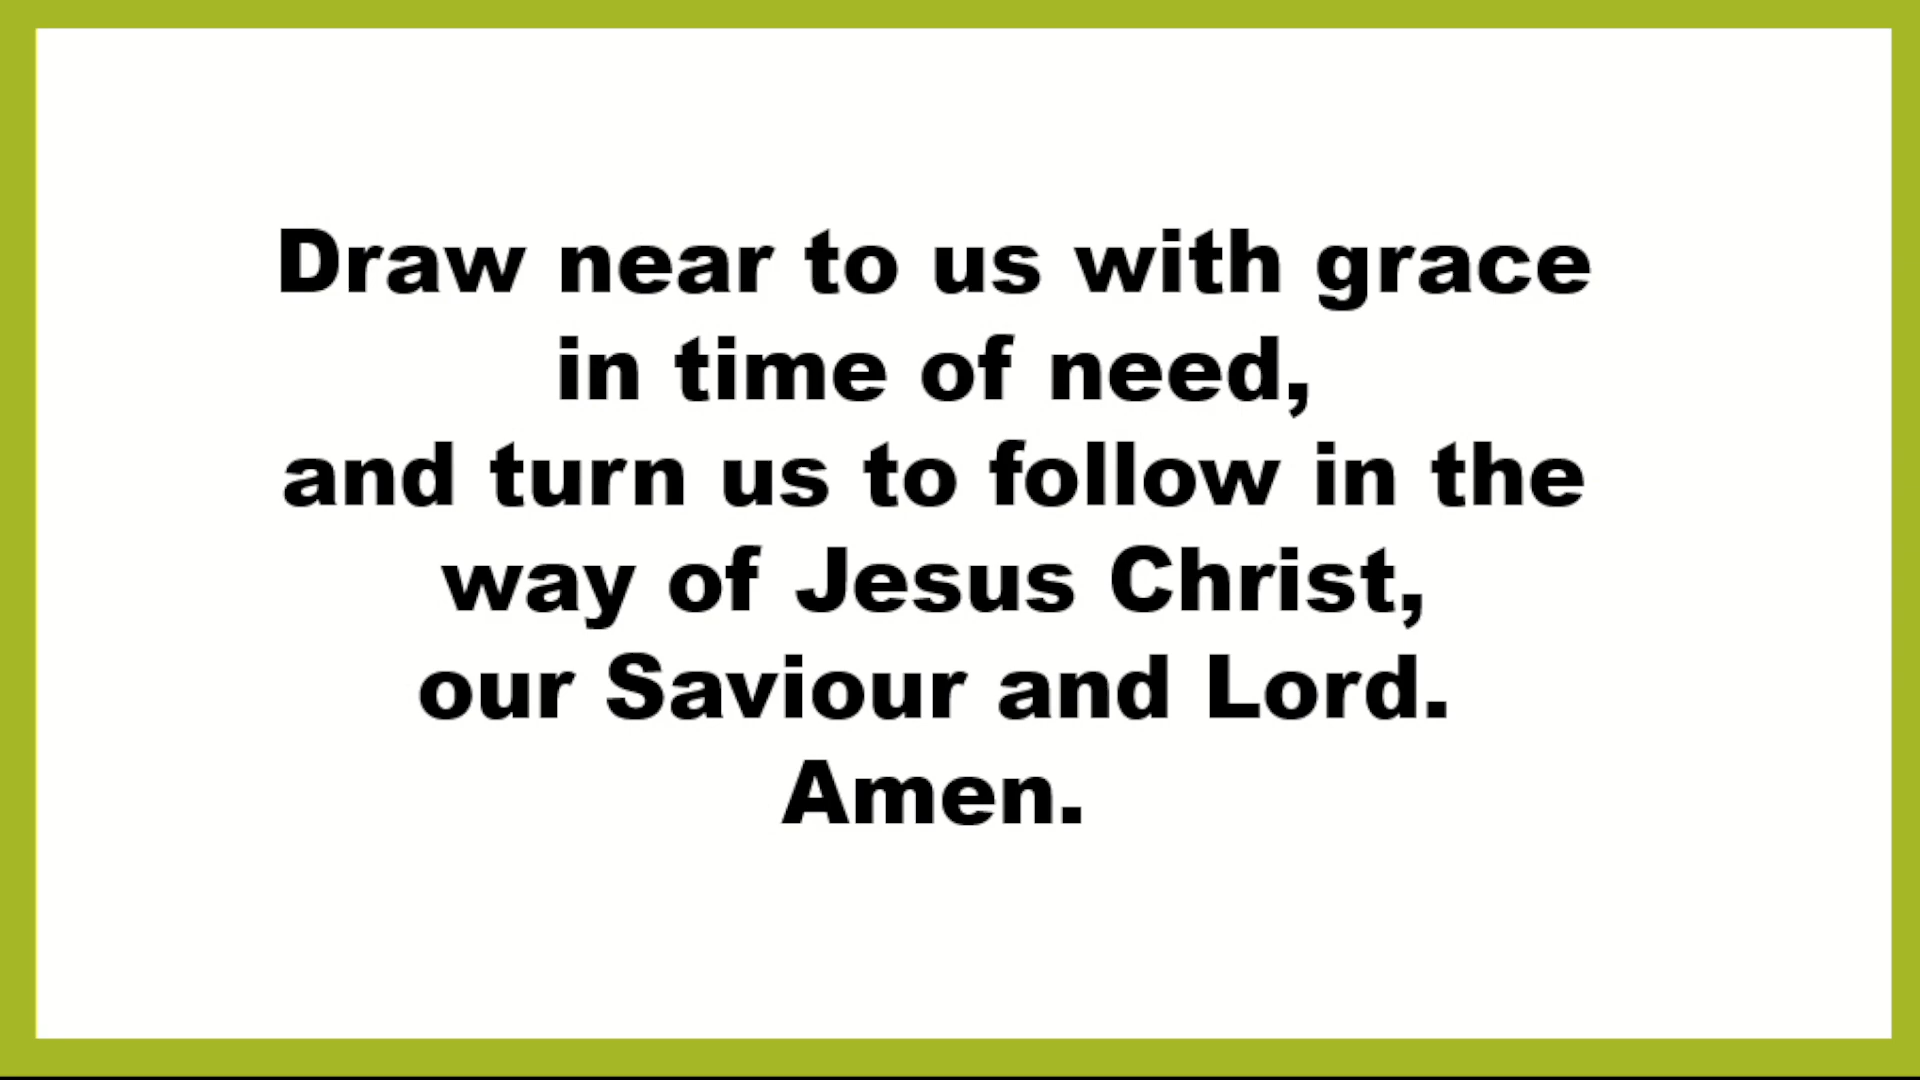 Draw near to us with grace
in time of need,
and turn us to follow in the
way of Jesus Christ,
our Saviour and Lord.
Amen.